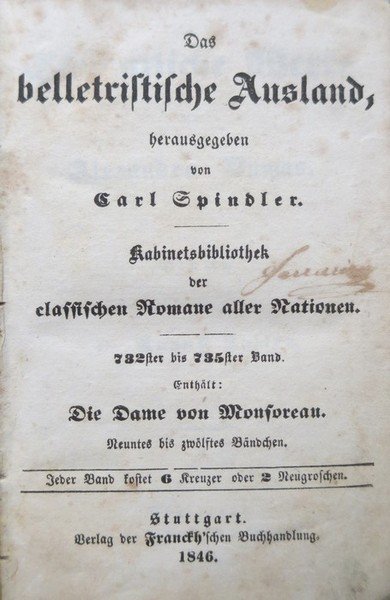 Das
belletristische Ausland,
herausgegeben
von
Carl Spindler.
Kabinetsbibliothek
der
classischen Romane aller Nationen.
732ster bis 735ster Band.
Enthält:
Die Dame von Monsoreau.
Neuntes bis zwölftes Bändchen.
Jeder Band kostet 6 Kreuzer oder 2 Neugroschen.
Stuttgart.
Verlag der Franckh'schen Buchhandlung.
1846.